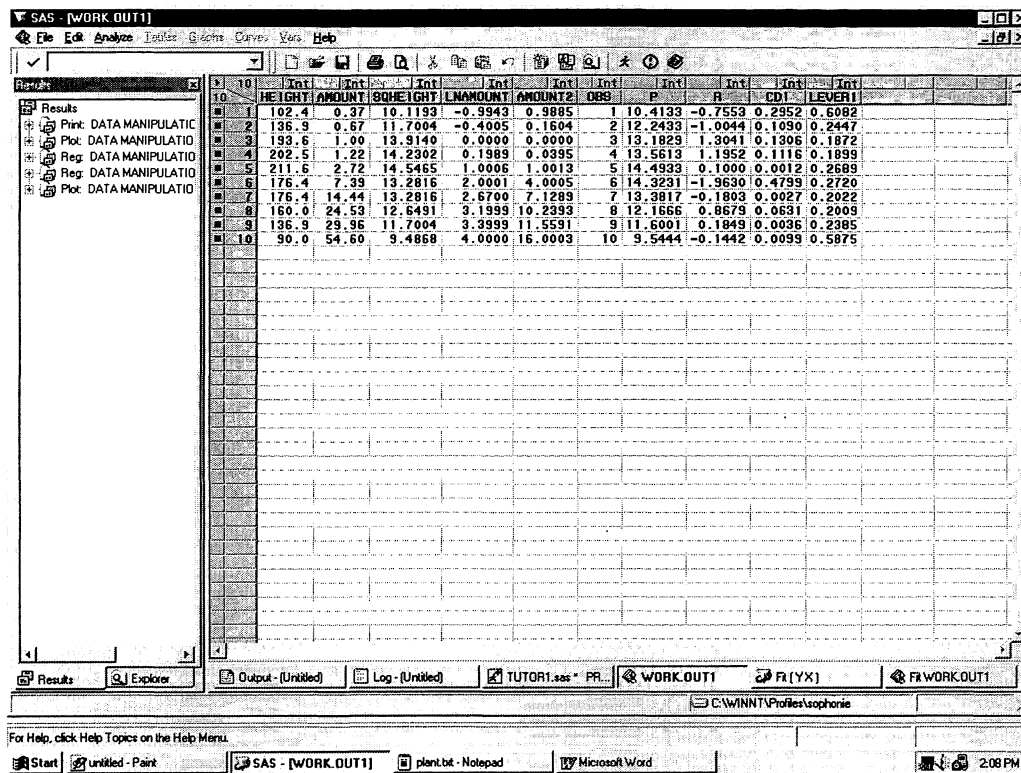 SAS - [WORK.OUT1]
File Edit Analyze Tables Graphs Curves Vars Help
Results
Results
Print: DATA MANIPULATIC
Plot: DATA MANIPULATIO
Reg: DATA MANIPULATIO
Reg: DATA MANIPULATIO
Plot: DATA MANIPULATIO
10 Int Int Int Int Int Int Int Int Int Int
10 HEIGHT AMOUNT SQHEIGHT LNAMOUNT AMOUNT2 OBS P R CD1 LEVER1
1 102.4 0.37 10.1193 -0.9943 0.9885 1 10.4133 -0.7553 0.2952 0.6082
2 136.9 0.67 11.7004 -0.4005 0.1604 2 12.2433 -1.0044 0.1090 0.2447
3 193.6 1.00 13.9140 0.0000 0.0000 3 13.1829 1.3041 0.1306 0.1872
4 202.5 1.22 14.2302 0.1989 0.0395 4 13.5613 1.1952 0.1116 0.1899
5 211.6 2.72 14.5465 1.0006 1.0013 5 14.4933 0.1000 0.0012 0.2689
6 176.4 7.39 13.2816 2.0001 4.0005 6 14.3231 -1.9630 0.4799 0.2720
7 176.4 14.44 13.2816 2.6700 7.1289 7 13.3817 -0.1803 0.0027 0.2022
8 160.0 24.53 12.6491 3.1999 10.2393 8 12.1666 0.8679 0.0631 0.2009
9 136.9 29.96 11.7004 3.3999 11.5591 9 11.6001 0.1849 0.0036 0.2385
10 90.0 54.60 9.4868 4.0000 16.0003 10 9.5444 -0.1442 0.0099 0.5875
Results Explorer Output - (Untitled) Log - (Untitled) TUTOR1.sas * PR... WORK.OUT1 Fit (Y X) Fit WORK.OUT1
C:\WINNT\Profiles\sophonie
For Help, click Help Topics on the Help Menu.
Start untitled - Paint SAS - [WORK.OUT1] plant.txt - Notepad Microsoft Word 2:08 PM